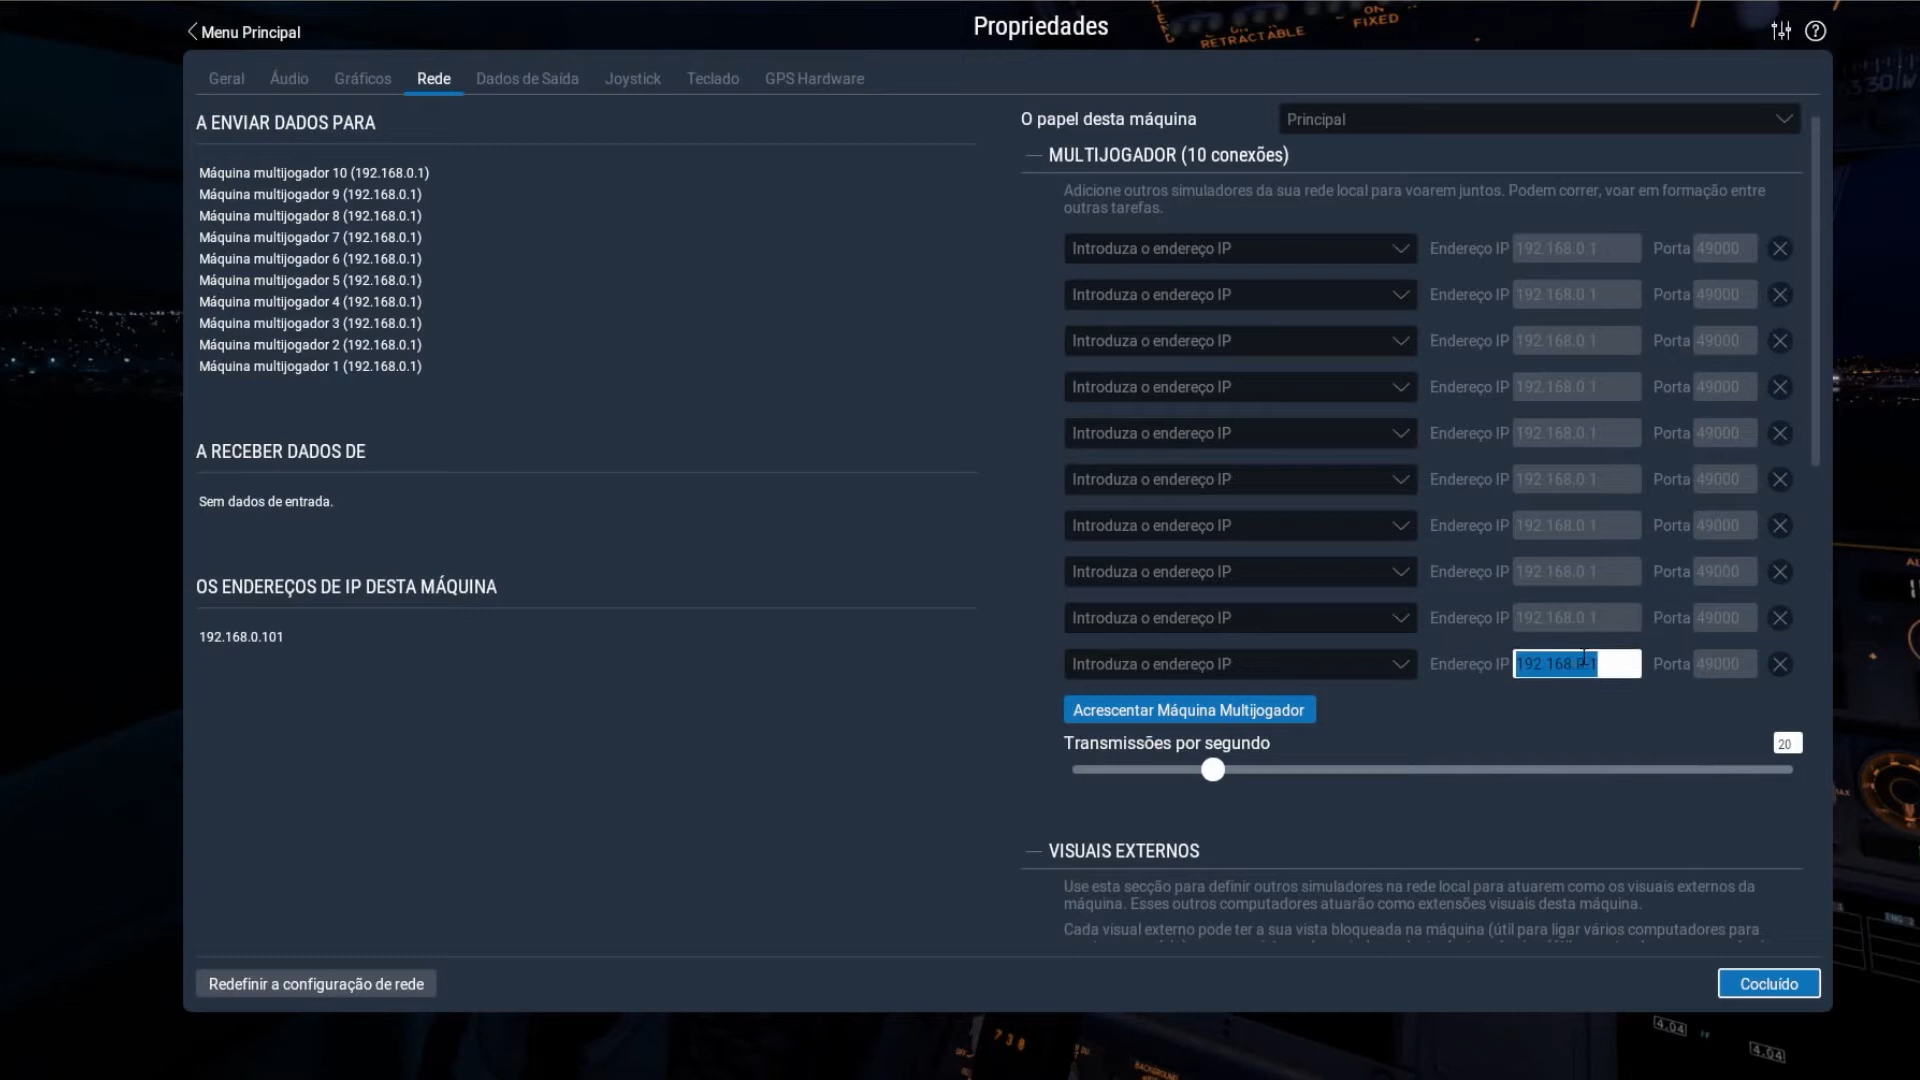 Menu Principal
Propriedades
Geral
Áudio
Gráficos
Rede
Dados de Saída
Joystick
Teclado
GPS Hardware
A ENVIAR DADOS PARA
Máquina multijogador 10 (192.168.0.1)
Máquina multijogador 9 (192.168.0.1)
Máquina multijogador 8 (192.168.0.1)
Máquina multijogador 7 (192.168.0.1)
Máquina multijogador 6 (192.168.0.1)
Máquina multijogador 5 (192.168.0.1)
Máquina multijogador 4 (192.168.0.1)
Máquina multijogador 3 (192.168.0.1)
Máquina multijogador 2 (192.168.0.1)
Máquina multijogador 1 (192.168.0.1)
A RECEBER DADOS DE
Sem dados de entrada.
OS ENDEREÇOS DE IP DESTA MÁQUINA
192.168.0.101
Redefinir a configuração de rede
O papel desta máquina Principal
MULTIJOGADOR (10 conexões)
Adicione outros simuladores da sua rede local para voarem juntos. Podem correr, voar em formação entre
outras tarefas.
Introduza o endereço IP Endereço IP 192.168.0.1 Porta 49000
Introduza o endereço IP Endereço IP 192.168.0.1 Porta 49000
Introduza o endereço IP Endereço IP 192.168.0.1 Porta 49000
Introduza o endereço IP Endereço IP 192.168.0.1 Porta 49000
Introduza o endereço IP Endereço IP 192.168.0.1 Porta 49000
Introduza o endereço IP Endereço IP 192.168.0.1 Porta 49000
Introduza o endereço IP Endereço IP 192.168.0.1 Porta 49000
Introduza o endereço IP Endereço IP 192.168.0.1 Porta 49000
Introduza o endereço IP Endereço IP 192.168.0.1 Porta 49000
Introduza o endereço IP Endereço IP 192.168.0.1 Porta 49000
Acrescentar Máquina Multijogador
Transmissões por segundo 20
VISUAIS EXTERNOS
Use esta secção para definir outros simuladores na rede local para atuarem como os visuais externos da
máquina. Esses outros computadores atuarão como extensões visuais desta máquina.
Cada visual externo pode ter a sua vista bloqueada na máquina (útil para ligar vários computadores para
Cocluído
ON
RETRACTABLE
ON
FIXED
4.04
4.04